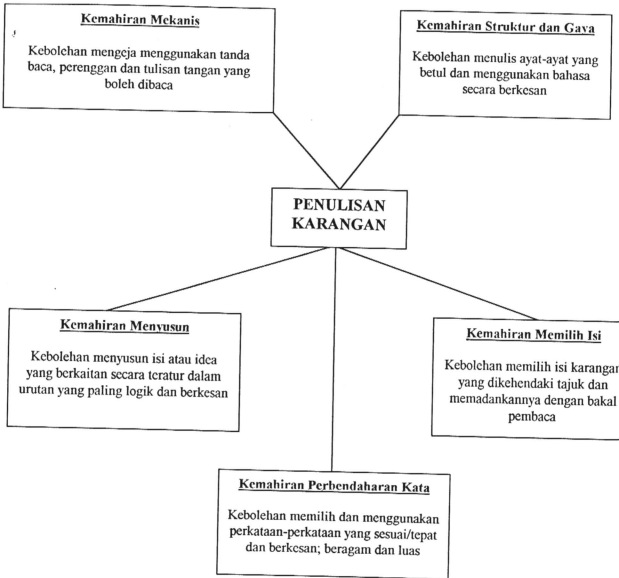 Kemahiran Mekanis
Kebolehan mengeja menggunakan tanda
baca, perenggan dan tulisan tangan yang
boleh dibaca
Kemahiran Struktur dan Gaya
Kebolehan menulis ayat-ayat yang
betul dan menggunakan bahasa
secara berkesan
PENULISAN
KARANGAN
Kemahiran Menyusun
Kebolehan menyusun isi atau idea
yang berkaitan secara teratur dalam
urutan yang paling logik dan berkesan
Kemahiran Memilih Isi
Kebolehan memilih isi karangan
yang dikehendaki tajuk dan
memadankannya dengan bakal
pembaca
Kemahiran Perbendaharan Kata
Kebolehan memilih dan menggunakan
perkataan-perkataan yang sesuai/tepat
dan berkesan; beragam dan luas